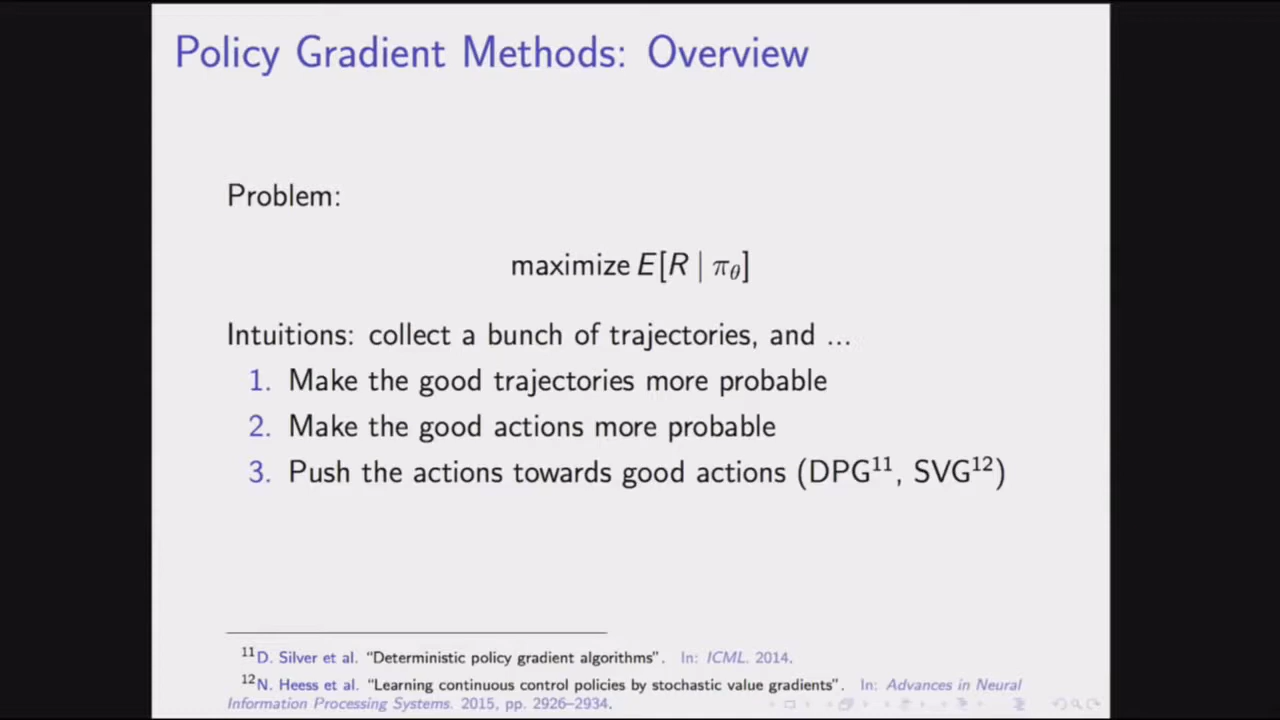 Policy Gradient Methods: Overview
Problem:
maximize E[R | π_θ]
Intuitions: collect a bunch of trajectories, and ...
1. Make the good trajectories more probable
2. Make the good actions more probable
3. Push the actions towards good actions (DPG¹¹, SVG¹²)
¹¹D. Silver et al. “Deterministic policy gradient algorithms”. In: ICML. 2014.
¹²N. Heess et al. “Learning continuous control policies by stochastic value gradients”. In: Advances in Neural
Information Processing Systems. 2015, pp. 2926–2934.